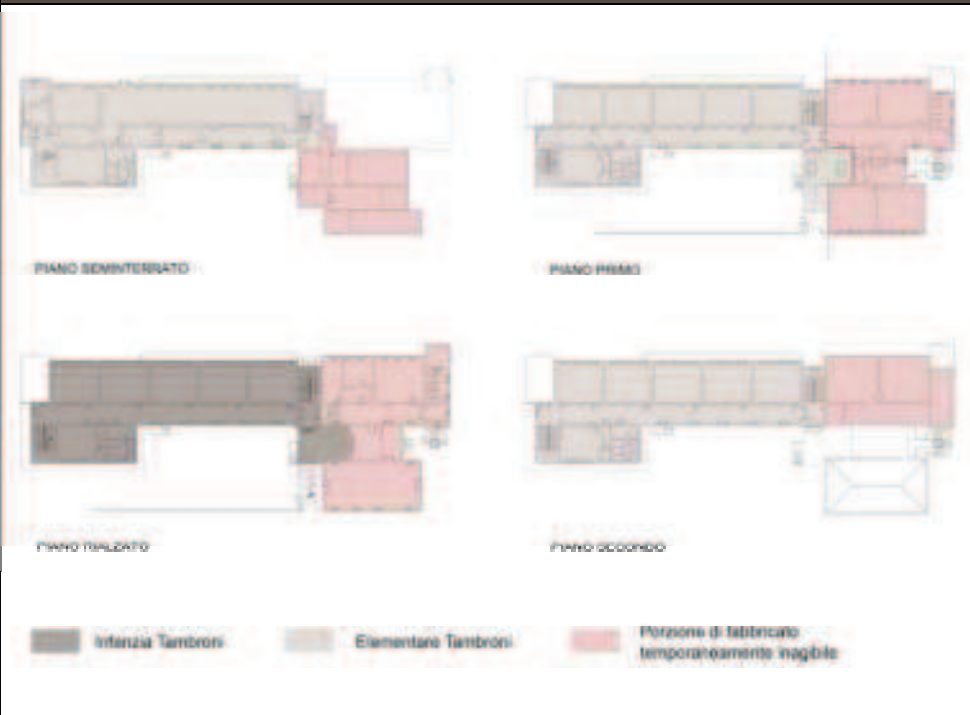 PIANO SEMINTERRATO
PIANO PRIMO
PIANO RIALZATO
PIANO SECONDO
Infanzia Tambroni
Elementare Tambroni
Porzione di fabbricato
temporaneamente inagibile